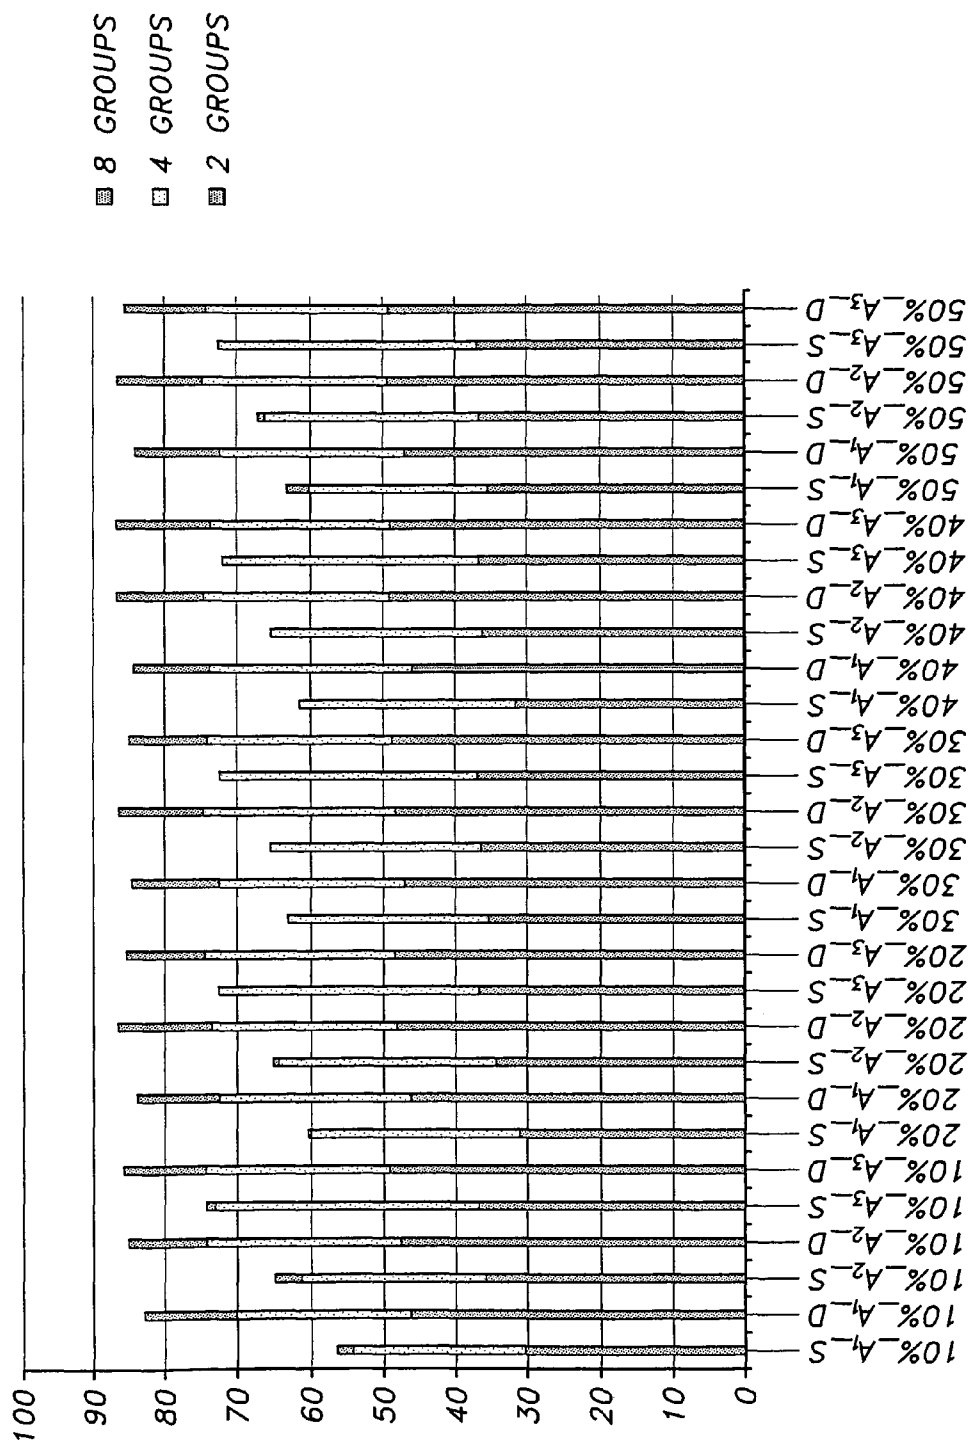 8 GROUPS
4 GROUPS
2 GROUPS
100
90
80
70
60
50
40
30
20
10
0
10%_A₁_S
10%_A₁_D
10%_A₂_S
10%_A₂_D
10%_A₃_S
10%_A₃_D
20%_A₁_S
20%_A₁_D
20%_A₂_S
20%_A₂_D
20%_A₃_S
20%_A₃_D
30%_A₁_S
30%_A₁_D
30%_A₂_S
30%_A₂_D
30%_A₃_S
30%_A₃_D
40%_A₁_S
40%_A₁_D
40%_A₂_S
40%_A₂_D
40%_A₃_S
40%_A₃_D
50%_A₁_S
50%_A₁_D
50%_A₂_S
50%_A₂_D
50%_A₃_S
50%_A₃_D